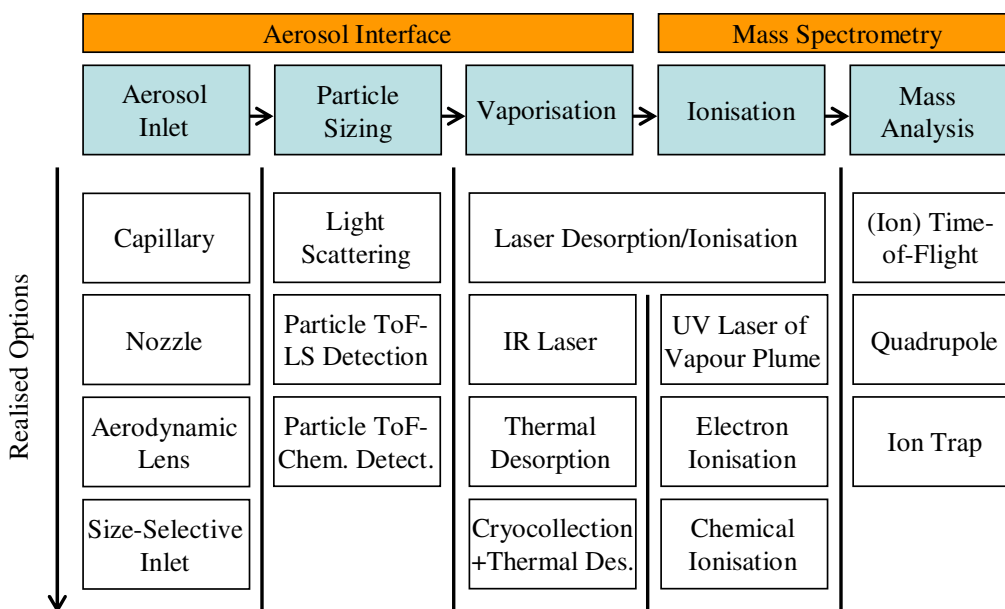 Aerosol Interface
Mass Spectrometry
Aerosol
Inlet
Particle
Sizing
Vaporisation
Ionisation
Mass
Analysis
Realised Options
Capillary
Light
Scattering
Laser Desorption/Ionisation
(Ion) Time-
of-Flight
Nozzle
Particle ToF-
LS Detection
IR Laser
UV Laser of
Vapour Plume
Quadrupole
Aerodynamic
Lens
Particle ToF-
Chem. Detect.
Thermal
Desorption
Electron
Ionisation
Ion Trap
Size-Selective
Inlet
Cryocollection
+Thermal Des.
Chemical
Ionisation